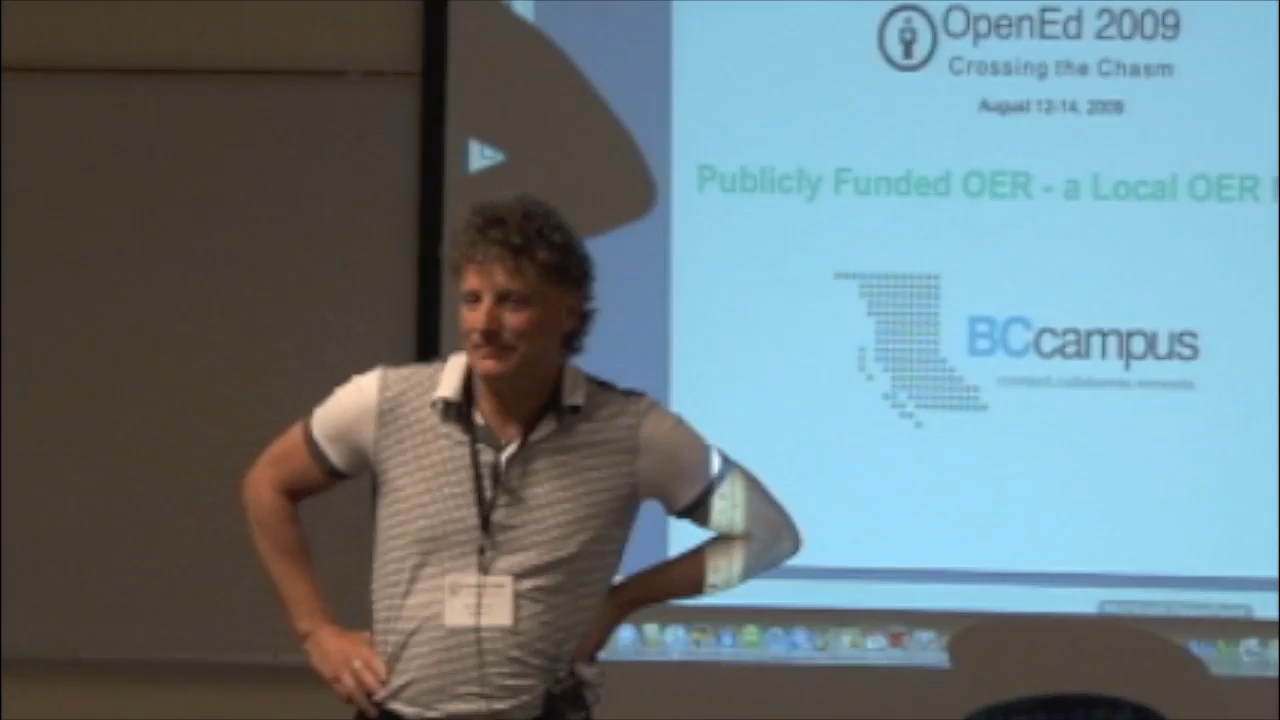 OpenEd 2009
Crossing the Chasm
August 12-14, 2009
Publicly Funded OER - a Local OER
BCcampus